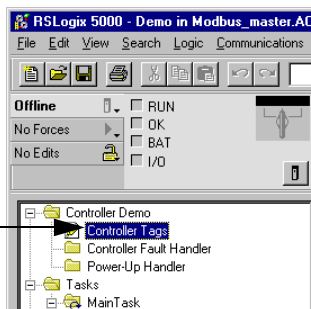 RSLogix 5000 - Demo in Modbus_master.AC
File Edit View Search Logic Communications
Offline RUN
No Forces OK
No Edits BAT
I/O
Controller Demo
Controller Tags
Controller Fault Handler
Power-Up Handler
Tasks
MainTask